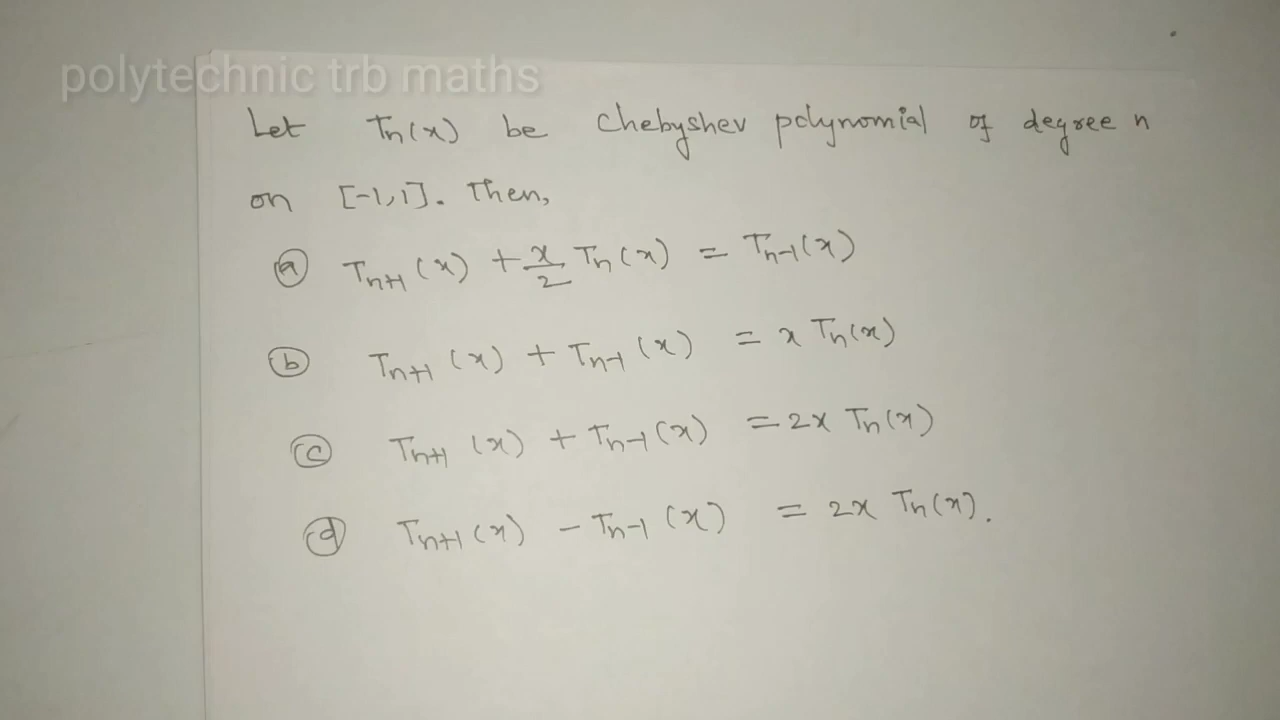 polytechnic trb maths
Let Tn(x) be Chebyshev polynomial of degree n
on [-1,1]. Then,
ⓐ Tn+1(x) + x/2 Tn(x) = Tn-1(x)
ⓑ Tn+1(x) + Tn-1(x) = x Tn(x)
ⓒ Tn+1(x) + Tn-1(x) = 2x Tn(x)
ⓓ Tn+1(x) - Tn-1(x) = 2x Tn(x).